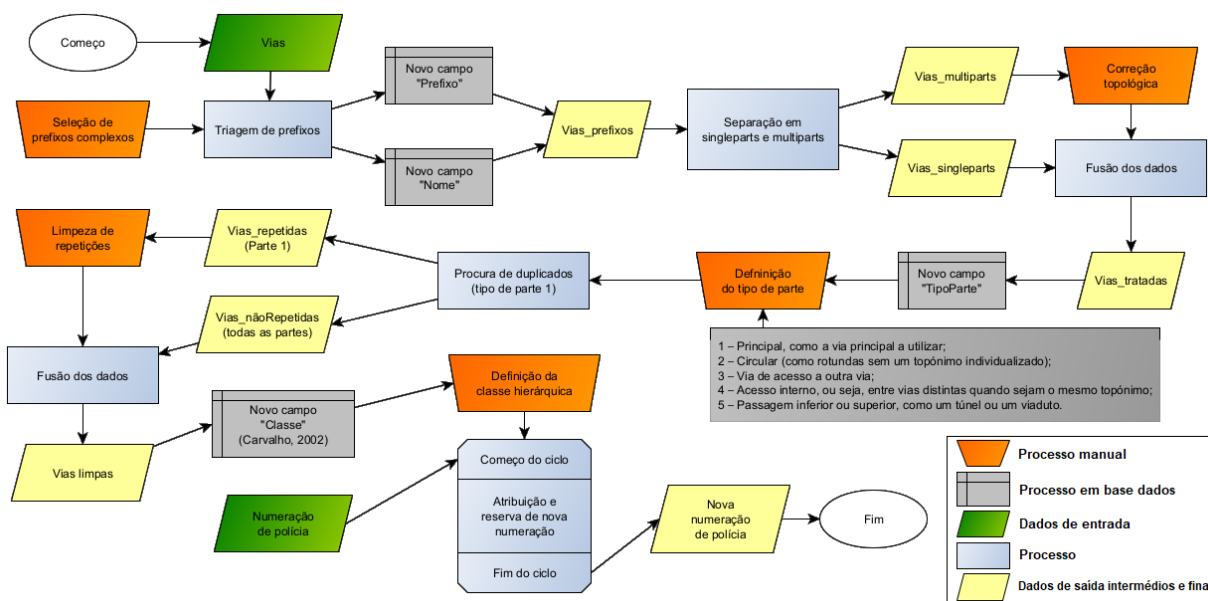 Começo
Vias
Novo campo
"Prefixo"
Vias_multiparts
Correção
topológica
Seleção de
prefixos complexos
Triagem de prefixos
Vias_prefixos
Separação em
singleparts e multiparts
Novo campo
"Nome"
Vias_singleparts
Fusão dos dados
Limpeza de
repetições
Vias_repetidas
(Parte 1)
Procura de duplicados
(tipo de parte 1)
Defninição
do tipo de parte
Novo campo
"TipoParte"
Vias_tratadas
Vias_nãoRepetidas
(todas as partes)
1 – Principal, como a via principal a utilizar;
2 – Circular (como rotundas sem um topónimo individualizado);
3 – Via de acesso a outra via;
4 – Acesso interno, ou seja, entre vias distintas quando sejam o mesmo topónimo;
5 – Passagem inferior ou superior, como um túnel ou um viaduto.
Fusão dos dados
Definição da
classe hierárquica
Novo campo
"Classe"
(Carvalho, 2002)
Vias limpas
Começo do ciclo
Atribuição e
reserva de nova
numeração
Fim do ciclo
Numeração
de polícia
Nova
numeração
de polícia
Fim
Processo manual
Processo em base dados
Dados de entrada
Processo
Dados de saída intermédios e fina